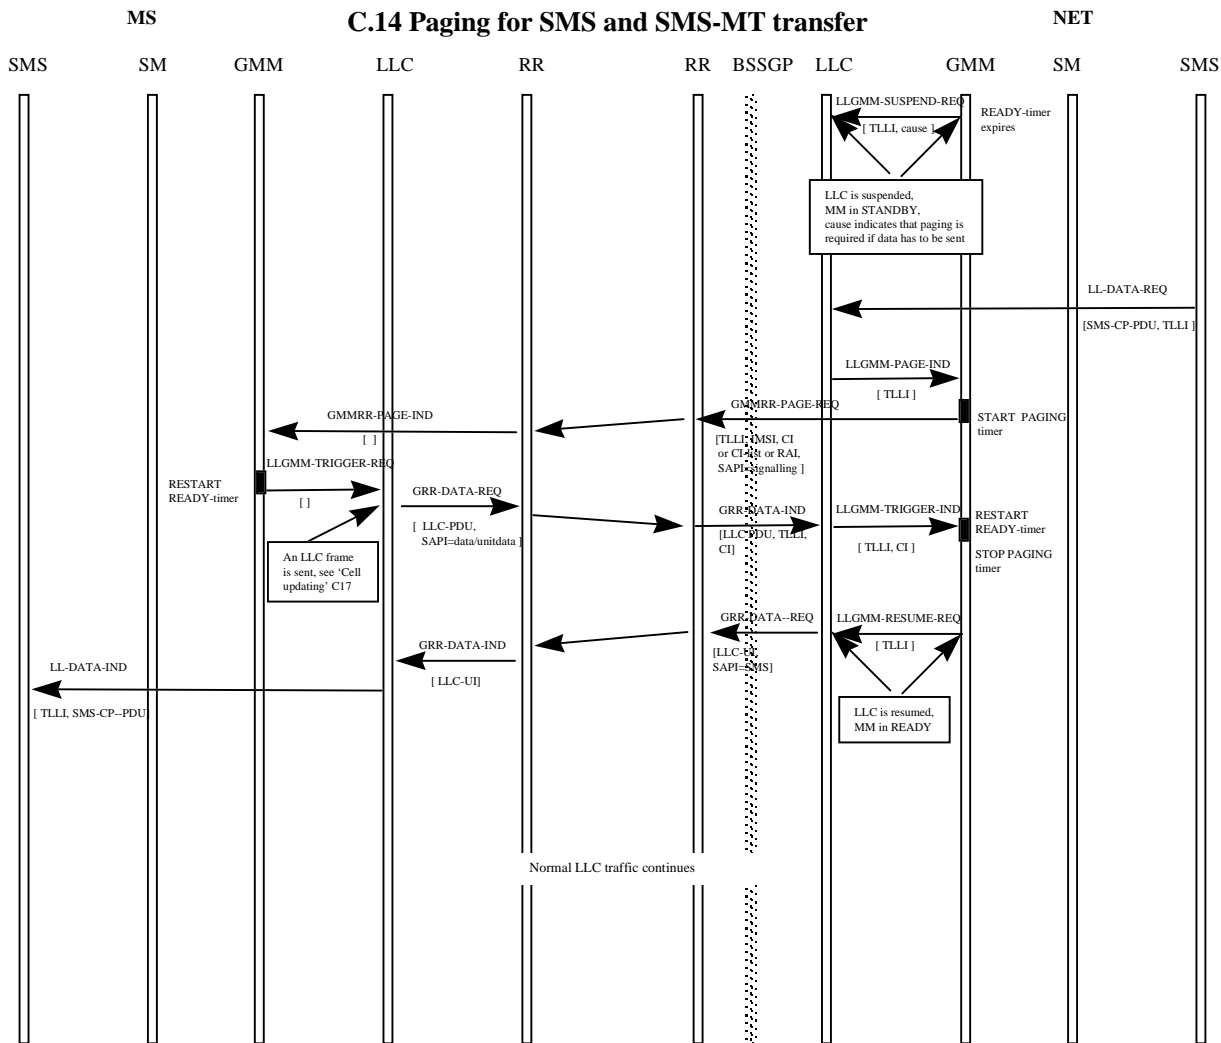 MS
C.14 Paging for SMS and SMS-MT transfer
NET
SMS SM GMM LLC RR RR BSSGP LLC GMM SM SMS
LLGMM-SUSPEND-REQ
[ TLLI, cause ]
READY-timer
expires
LLC is suspended,
MM in STANDBY,
cause indicates that paging is
required if data has to be sent
LL-DATA-REQ
[SMS-CP-PDU, TLLI ]
LLGMM-PAGE-IND
[ TLLI ]
GMMRR-PAGE-REQ
[TLLI, IMSI, CI
or CI-list or RAI,
SAPI=signalling ]
START PAGING
timer
GMMRR-PAGE-IND
[ ]
LLGMM-TRIGGER-REQ
[ ]
RESTART
READY-timer
GRR-DATA-REQ
[ LLC-PDU,
SAPI=data/unitdata ]
An LLC frame
is sent, see ‘Cell
updating’ C17
GRR-DATA-IND
[LLC PDU, TLLI,
CI]
LLGMM-TRIGGER-IND
[ TLLI, CI ]
RESTART
READY-timer
STOP PAGING
timer
GRR-DATA--REQ
[LLC-UI,
SAPI=SMS]
LLGMM-RESUME-REQ
[ TLLI ]
GRR-DATA-IND
[ LLC-UI]
LL-DATA-IND
[ TLLI, SMS-CP--PDU]
LLC is resumed,
MM in READY
Normal LLC traffic continues